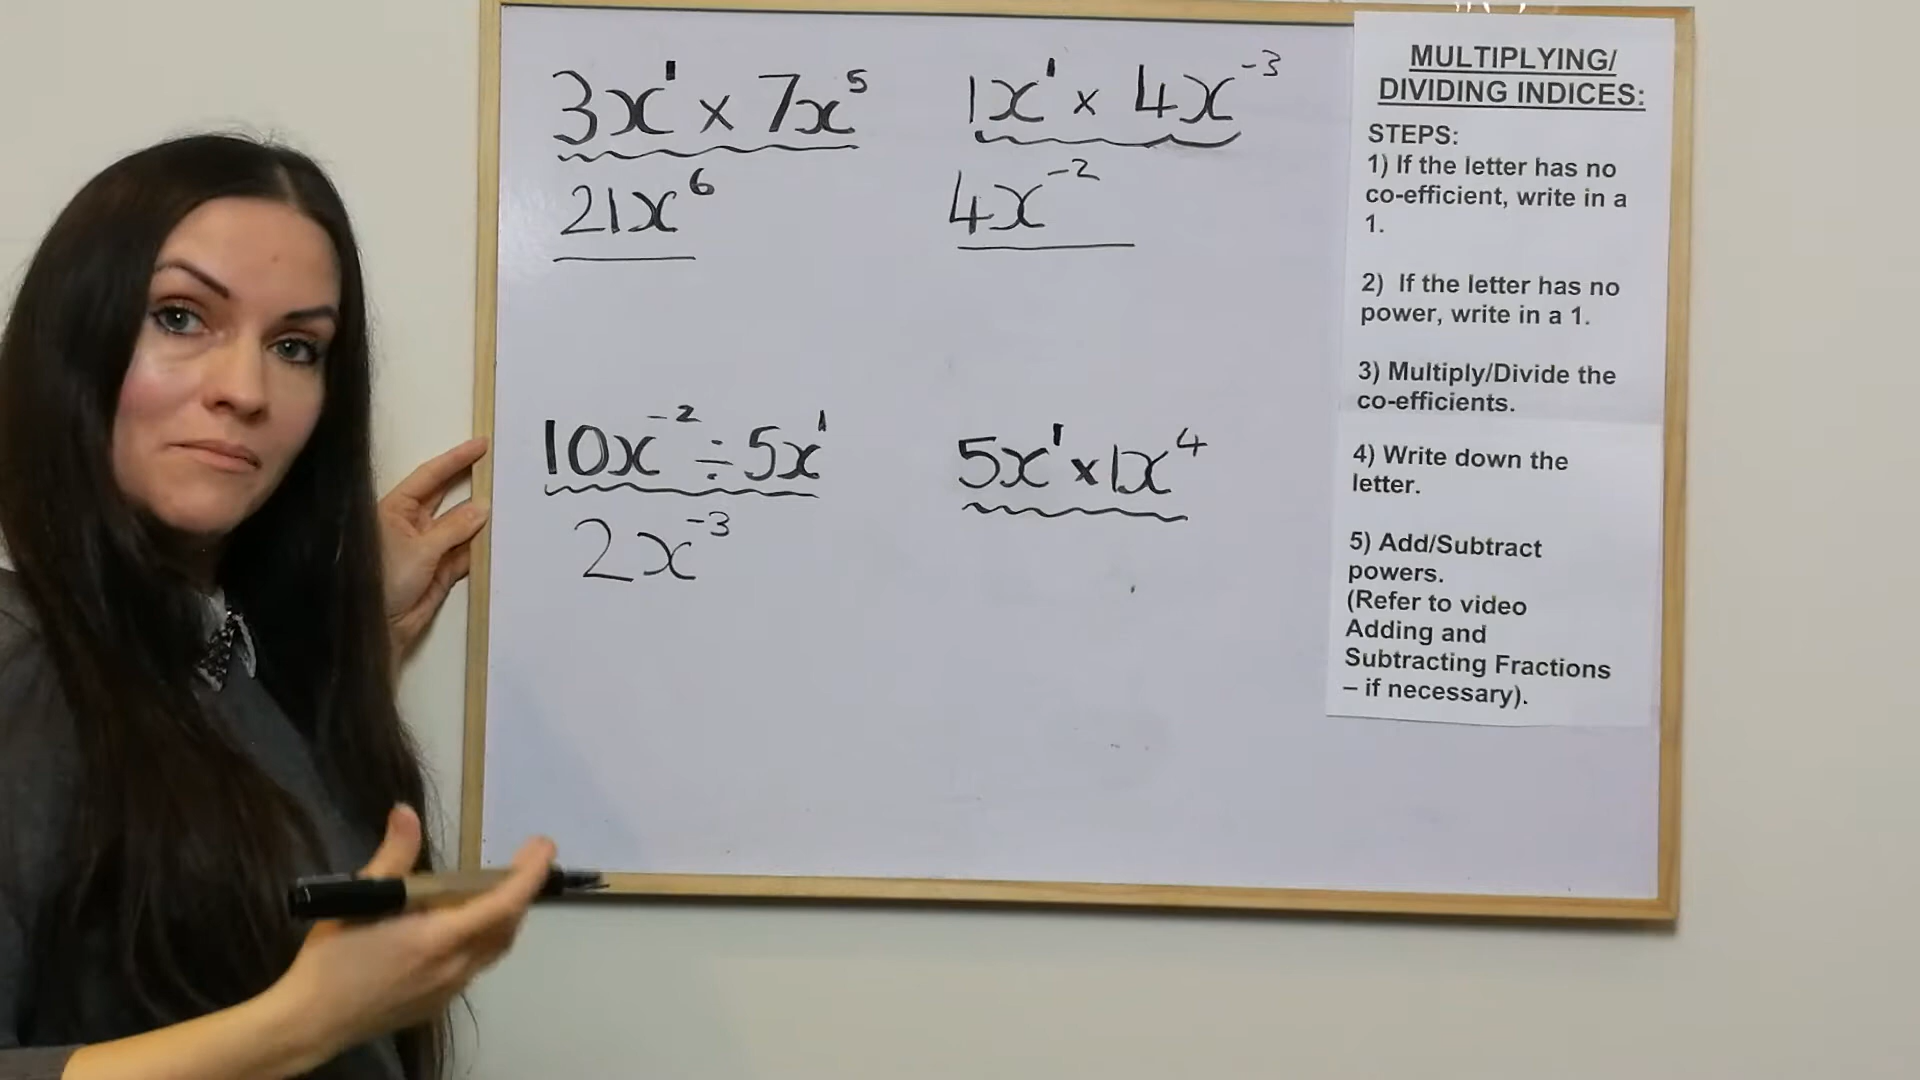 3x¹ × 7x⁵
21x⁶
1x¹ × 4x⁻³
4x⁻²
10x⁻² ÷ 5x¹
2x⁻³
5x¹ × 1x⁴
MULTIPLYING/
DIVIDING INDICES:
STEPS:
1) If the letter has no
co-efficient, write in a
1.
2) If the letter has no
power, write in a 1.
3) Multiply/Divide the
co-efficients.
4) Write down the
letter.
5) Add/Subtract
powers.
(Refer to video
Adding and
Subtracting Fractions
– if necessary).